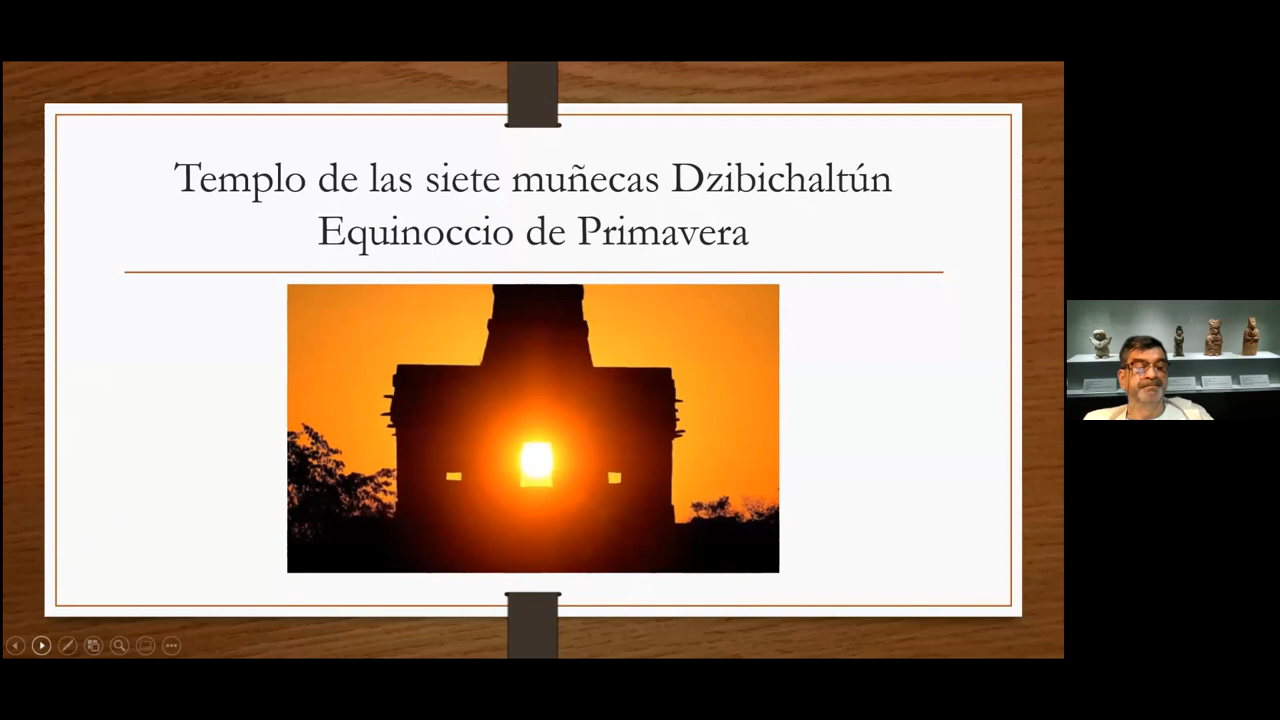 Templo de las siete muñecas Dzibichaltún
Equinoccio de Primavera